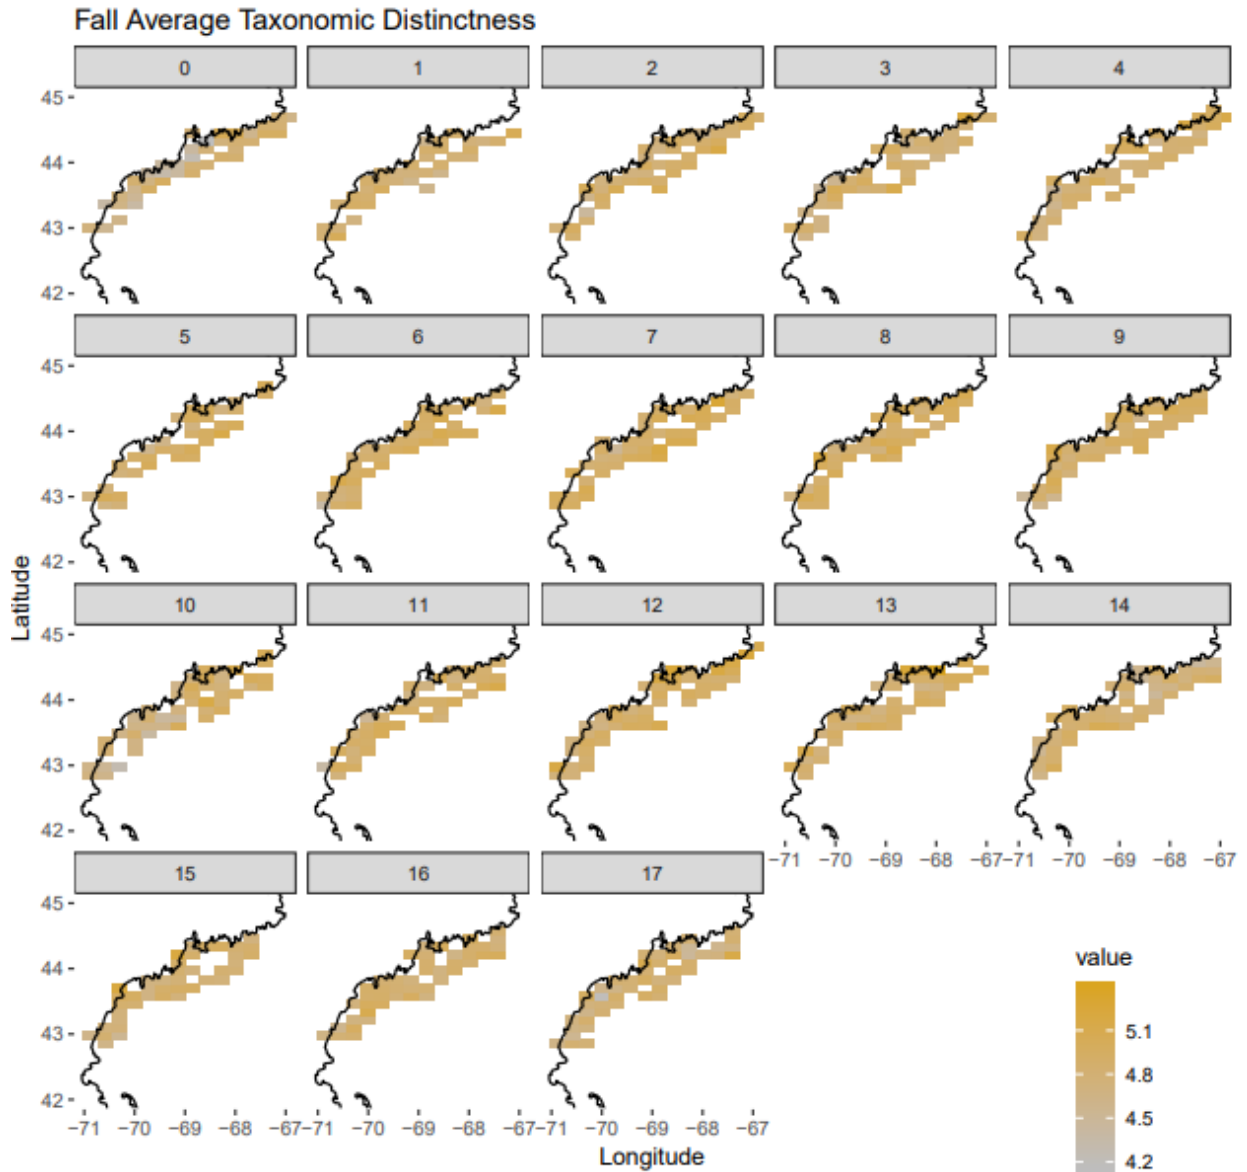 Fall Average Taxonomic Distinctness
0 1 2 3 4
45
44
43
42
5 6 7 8 9
45
44
43
42
Latitude
10 11 12 13 14
45
44
43
42
−71 −70 −69 −68 −67 −71 −70 −69 −68 −67
15 16 17
45
44
43
42
−71 −70 −69 −68 −67 −71 −70 −69 −68 −67 −71 −70 −69 −68 −67
Longitude
value
5.1
4.8
4.5
4.2